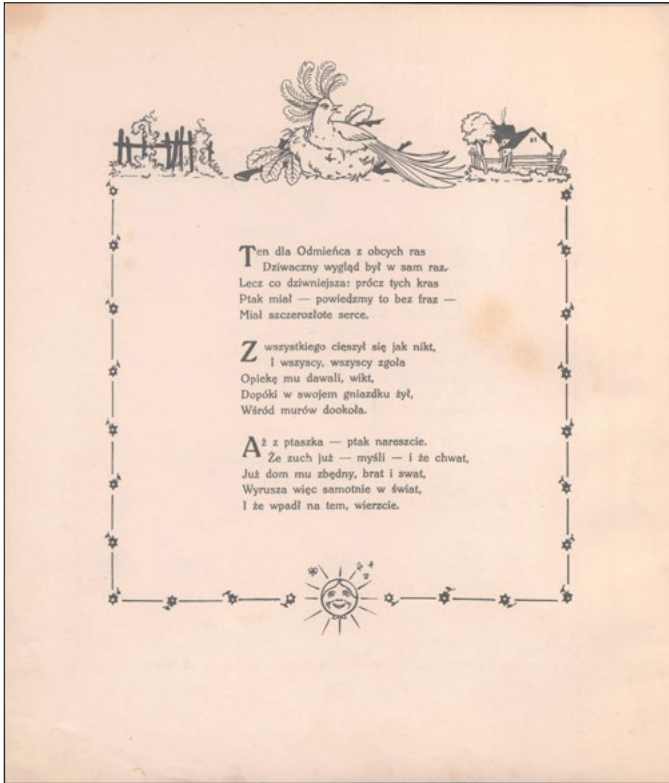 Ten dla Odmieńca z obcych ras
Dziwaczny wygląd był w sam raz.
Lecz co dziwniejsza: prócz tych kras
Ptak miał — powiedzmy to bez fraz —
Miał szczerozłote serce.
Z wszystkiego cieszył się jak nikt,
I wszyscy, wszyscy zgoła
Opiekę mu dawali, wikt,
Dopóki w swojem gniazdku żył,
Wśród murów dookoła.
Aż z ptaszka — ptak nareszcie.
Że zuch już — myśli — i że chwat,
Już dom mu zbędny, brat i swat,
Wyrusza więc samotnie w świat,
I że wpadł na tem, wierzcie.